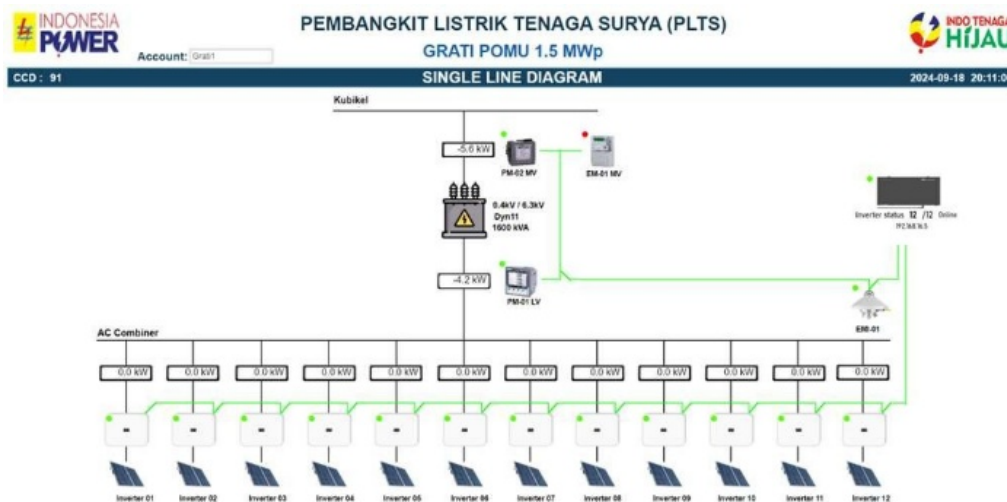 INDONESIA
POWER
Account: Grati1
PEMBANGKIT LISTRIK TENAGA SURYA (PLTS)
GRATI POMU 1.5 MWp
INDO TENAGA
HIJAU
CCD : 91
SINGLE LINE DIAGRAM
2024-09-18 20:11:0
Kubikel
-5.6 kW
PM-02 MV
EM-01 MV
0.4kV / 6.3kV
Dyn11
1600 kVA
Inverter status 12 /12 Online
192.168.16.5
-4.2 kW
PM-01 LV
EMI-01
AC Combiner
0.0 kW 0.0 kW 0.0 kW 0.0 kW 0.0 kW 0.0 kW 0.0 kW 0.0 kW 0.0 kW 0.0 kW 0.0 kW 0.0 kW
Inverter 01 Inverter 02 Inverter 03 Inverter 04 Inverter 05 Inverter 06 Inverter 07 Inverter 08 Inverter 09 Inverter 10 Inverter 11 Inverter 12